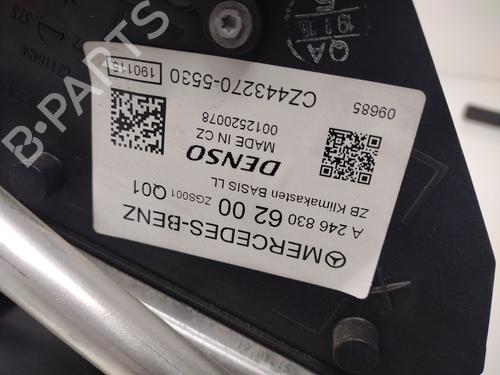 MERCEDES-BENZ
A 246 830 62 00 ZGS001 Q01
ZB Klimakasten BASIS LL
DENSO
MADE IN CZ
0012520078
09685
CZ443270-5530
190115
QA